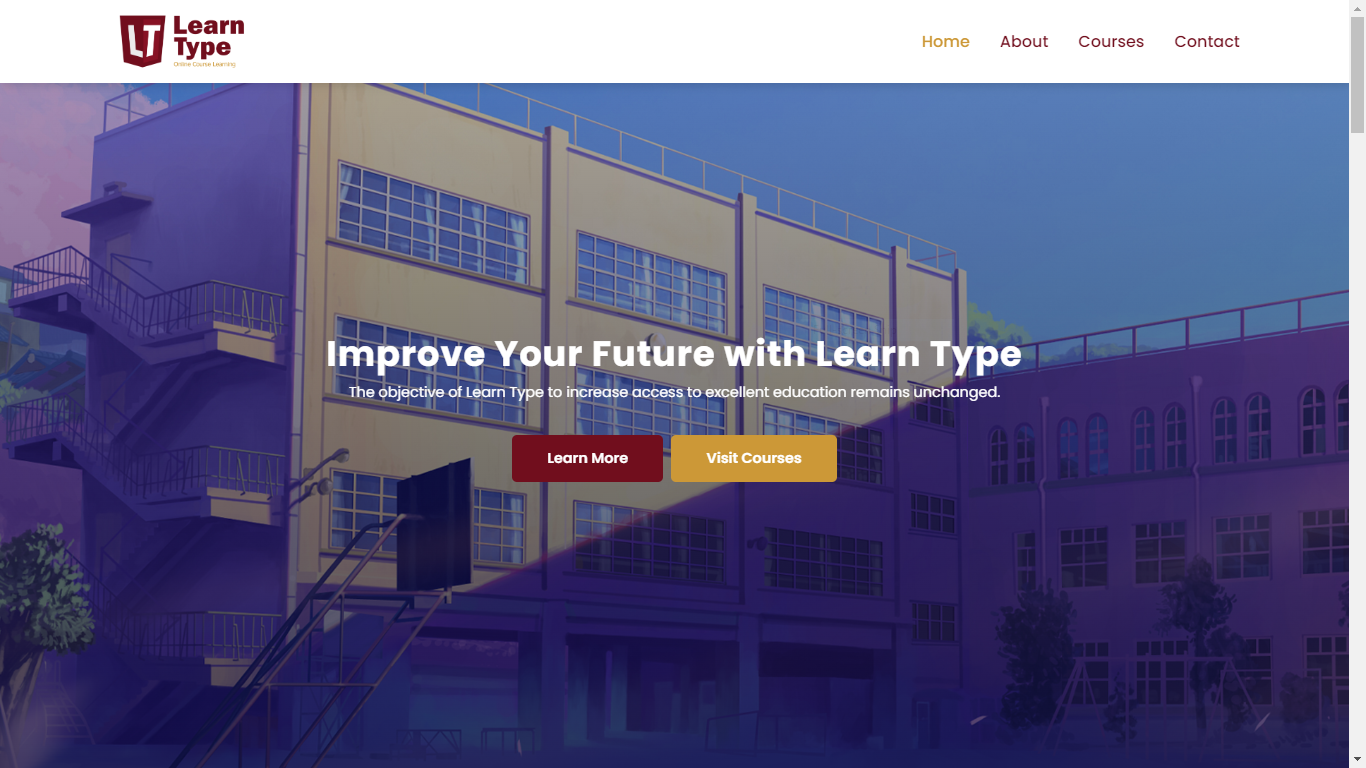 LT
Learn
Type
Online Course Learning
Home
About
Courses
Contact
Improve Your Future with Learn Type
The objective of Learn Type to increase access to excellent education remains unchanged.
Learn More
Visit Courses